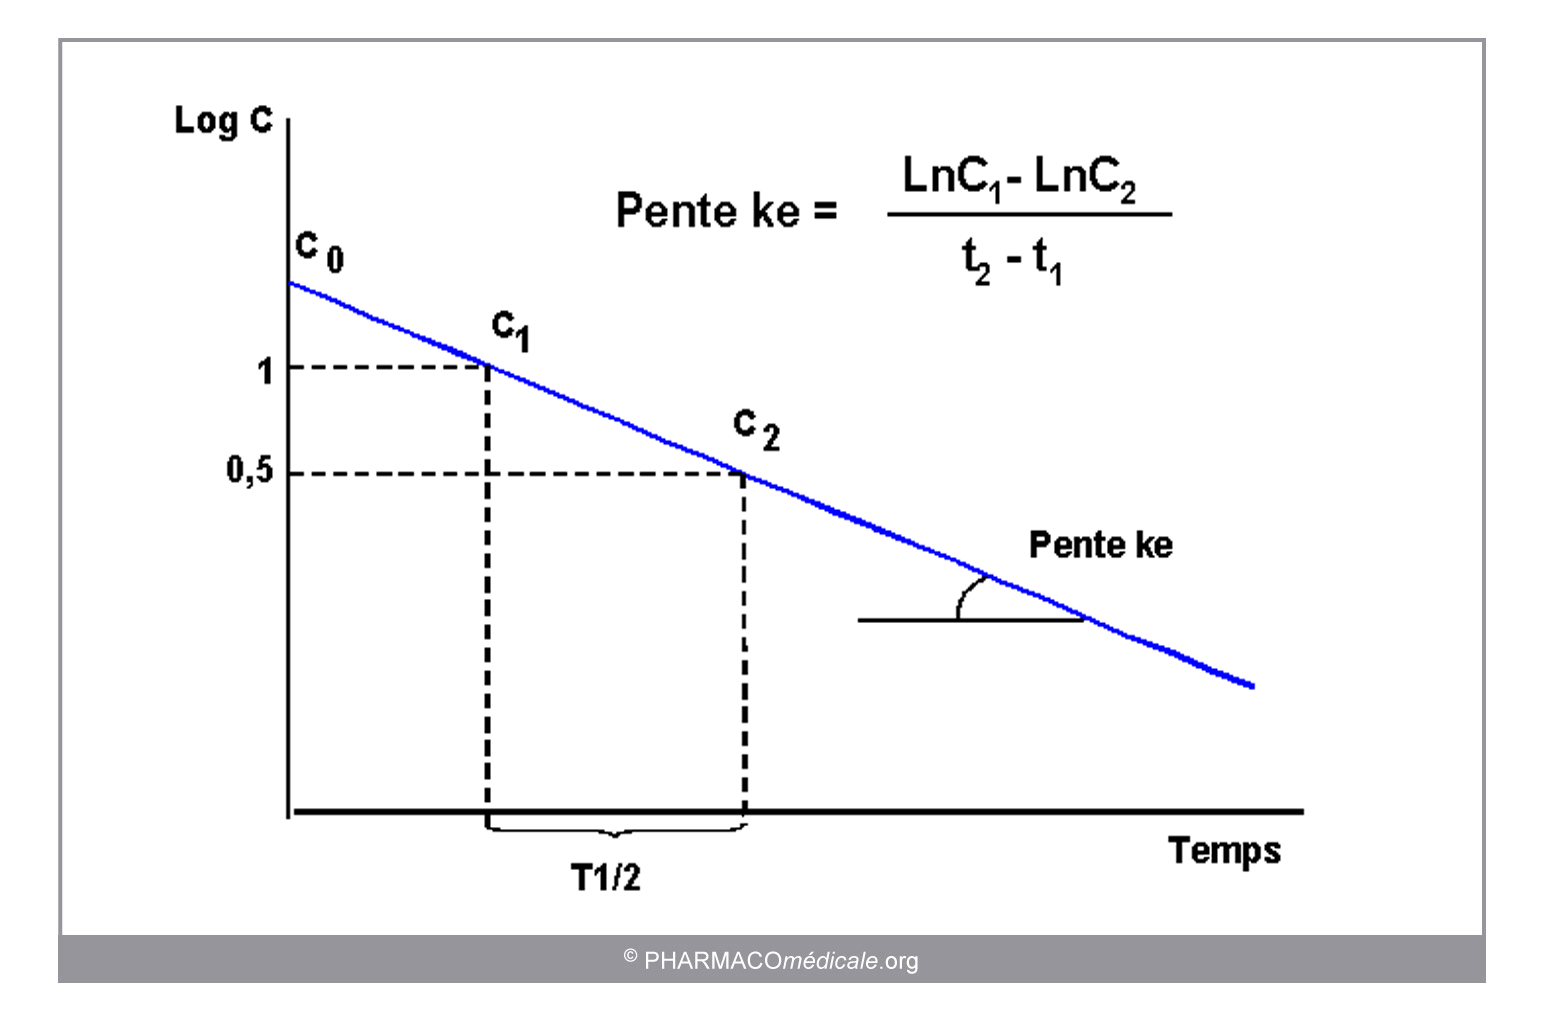 Log C
LnC1- LnC2
Pente ke =
t2 - t1
C 0
C1
1
C 2
0,5
Pente ke
Temps
T1/2
© PHARMACOmédicale.org